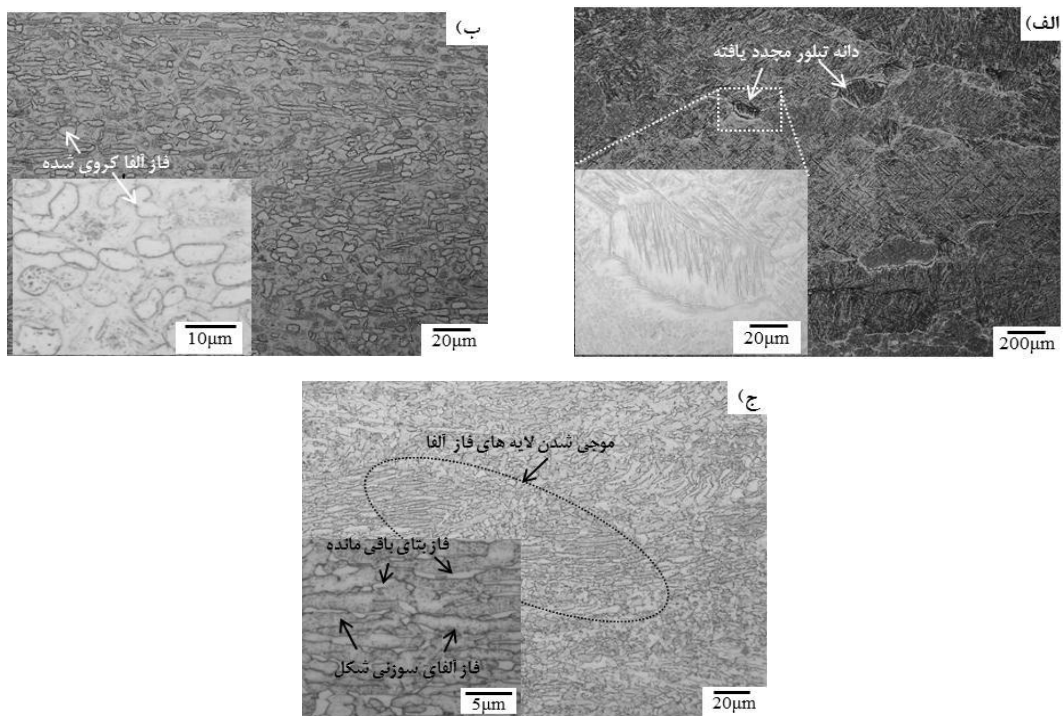 الف)
دانه تبلور مجدد یافته
20µm
200µm
ب)
فاز آلفا کروی شده
10µm
20µm
ج)
موجی شدن لایه های فاز آلفا
فاز بتای باقی مانده
فاز آلفای سوزنی شکل
5µm
20µm